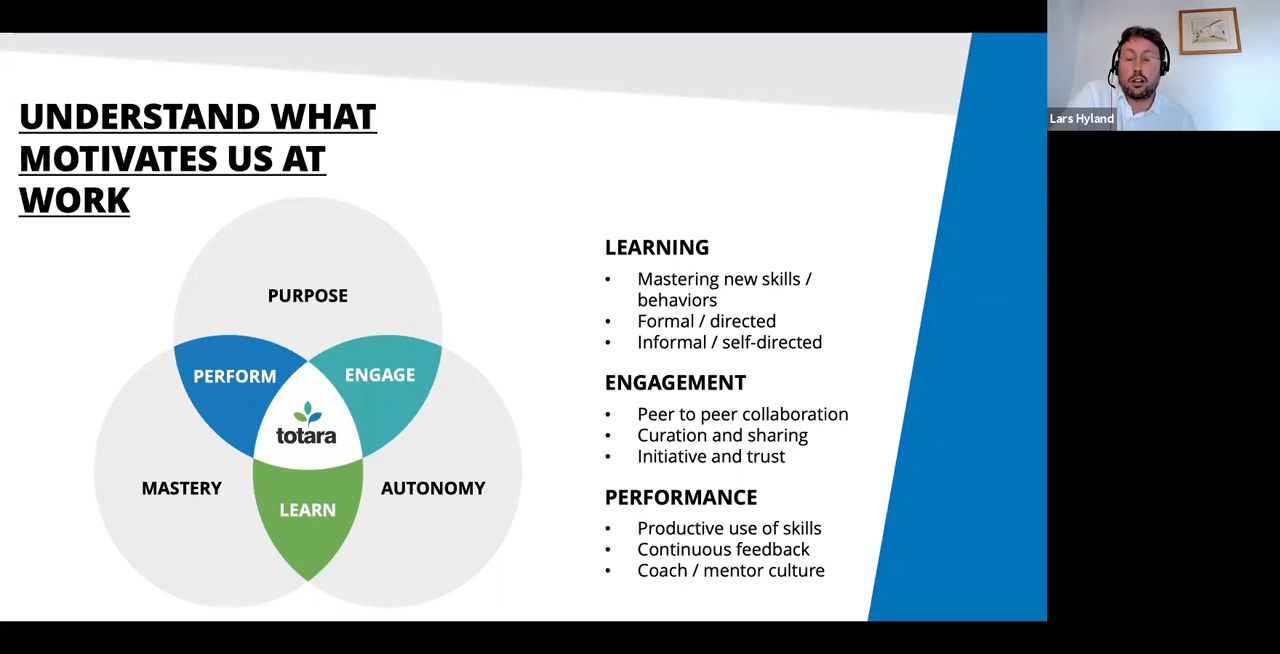 UNDERSTAND WHAT
MOTIVATES US AT
WORK
PURPOSE
PERFORM
ENGAGE
totara
MASTERY
AUTONOMY
LEARN
LEARNING
• Mastering new skills /
behaviors
• Formal / directed
• Informal / self-directed
ENGAGEMENT
• Peer to peer collaboration
• Curation and sharing
• Initiative and trust
PERFORMANCE
• Productive use of skills
• Continuous feedback
• Coach / mentor culture
Lars Hyland